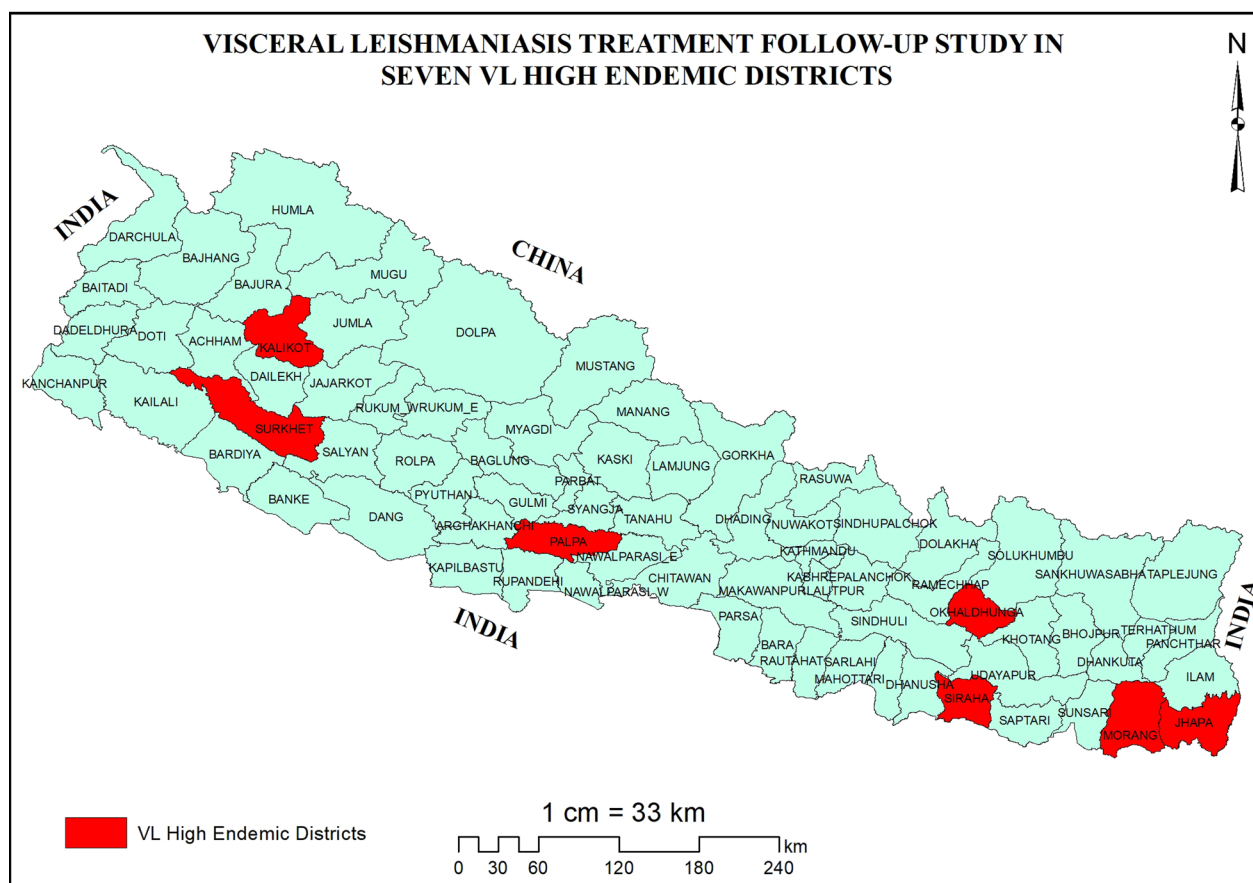 VISCERAL LEISHMANIASIS TREATMENT FOLLOW-UP STUDY IN
SEVEN VL HIGH ENDEMIC DISTRICTS
N
INDIA
CHINA
HUMLA
DARCHULA
BAJHANG
MUGU
BAJURA
BAITADI
DADELDHURA
DOTI
ACHHAM
KALIKOT
JUMLA
DOLPA
MUSTANG
KANCHANPUR
KAILALI
DAILEKH
JAJARKOT
RUKUM_W
RUKUM_E
MANANG
SURKHET
MYAGDI
BARDIYA
SALYAN
ROLPA
BAGLUNG
KASKI
LAMJUNG
GORKHA
PARBAT
RASUWA
BANKE
PYUTHAN
GULMI
SYANGJA
DANG
ARGHAKHANCHI
TANAHU
DHADING
NUWAKOT
SINDHUPALCHOK
PALPA
NAWALPARASI_E
KATHMANDU
DOLAKHA
SOLUKHUMBU
SANKHUWASABHA
TAPLEJUNG
KAPILBASTU
RUPANDEHI
NAWALPARASI_W
CHITAWAN
MAKAWANPUR
KABHREPALANCHOK
LALITPUR
RAMECHHAP
OKHALDHUNGA
INDIA
INDIA
PARSA
SINDHULI
KHOTANG
BHOJPUR
TERHATHUM
PANCHTHAR
BARA
RAUTAHAT
SARLAHI
MAHOTTARI
DHANUSHA
UDAYAPUR
DHANKUTA
ILAM
SIRAHA
SAPTARI
SUNSARI
MORANG
JHAPA
VL High Endemic Districts
1 cm = 33 km
km
0 30 60 120 180 240